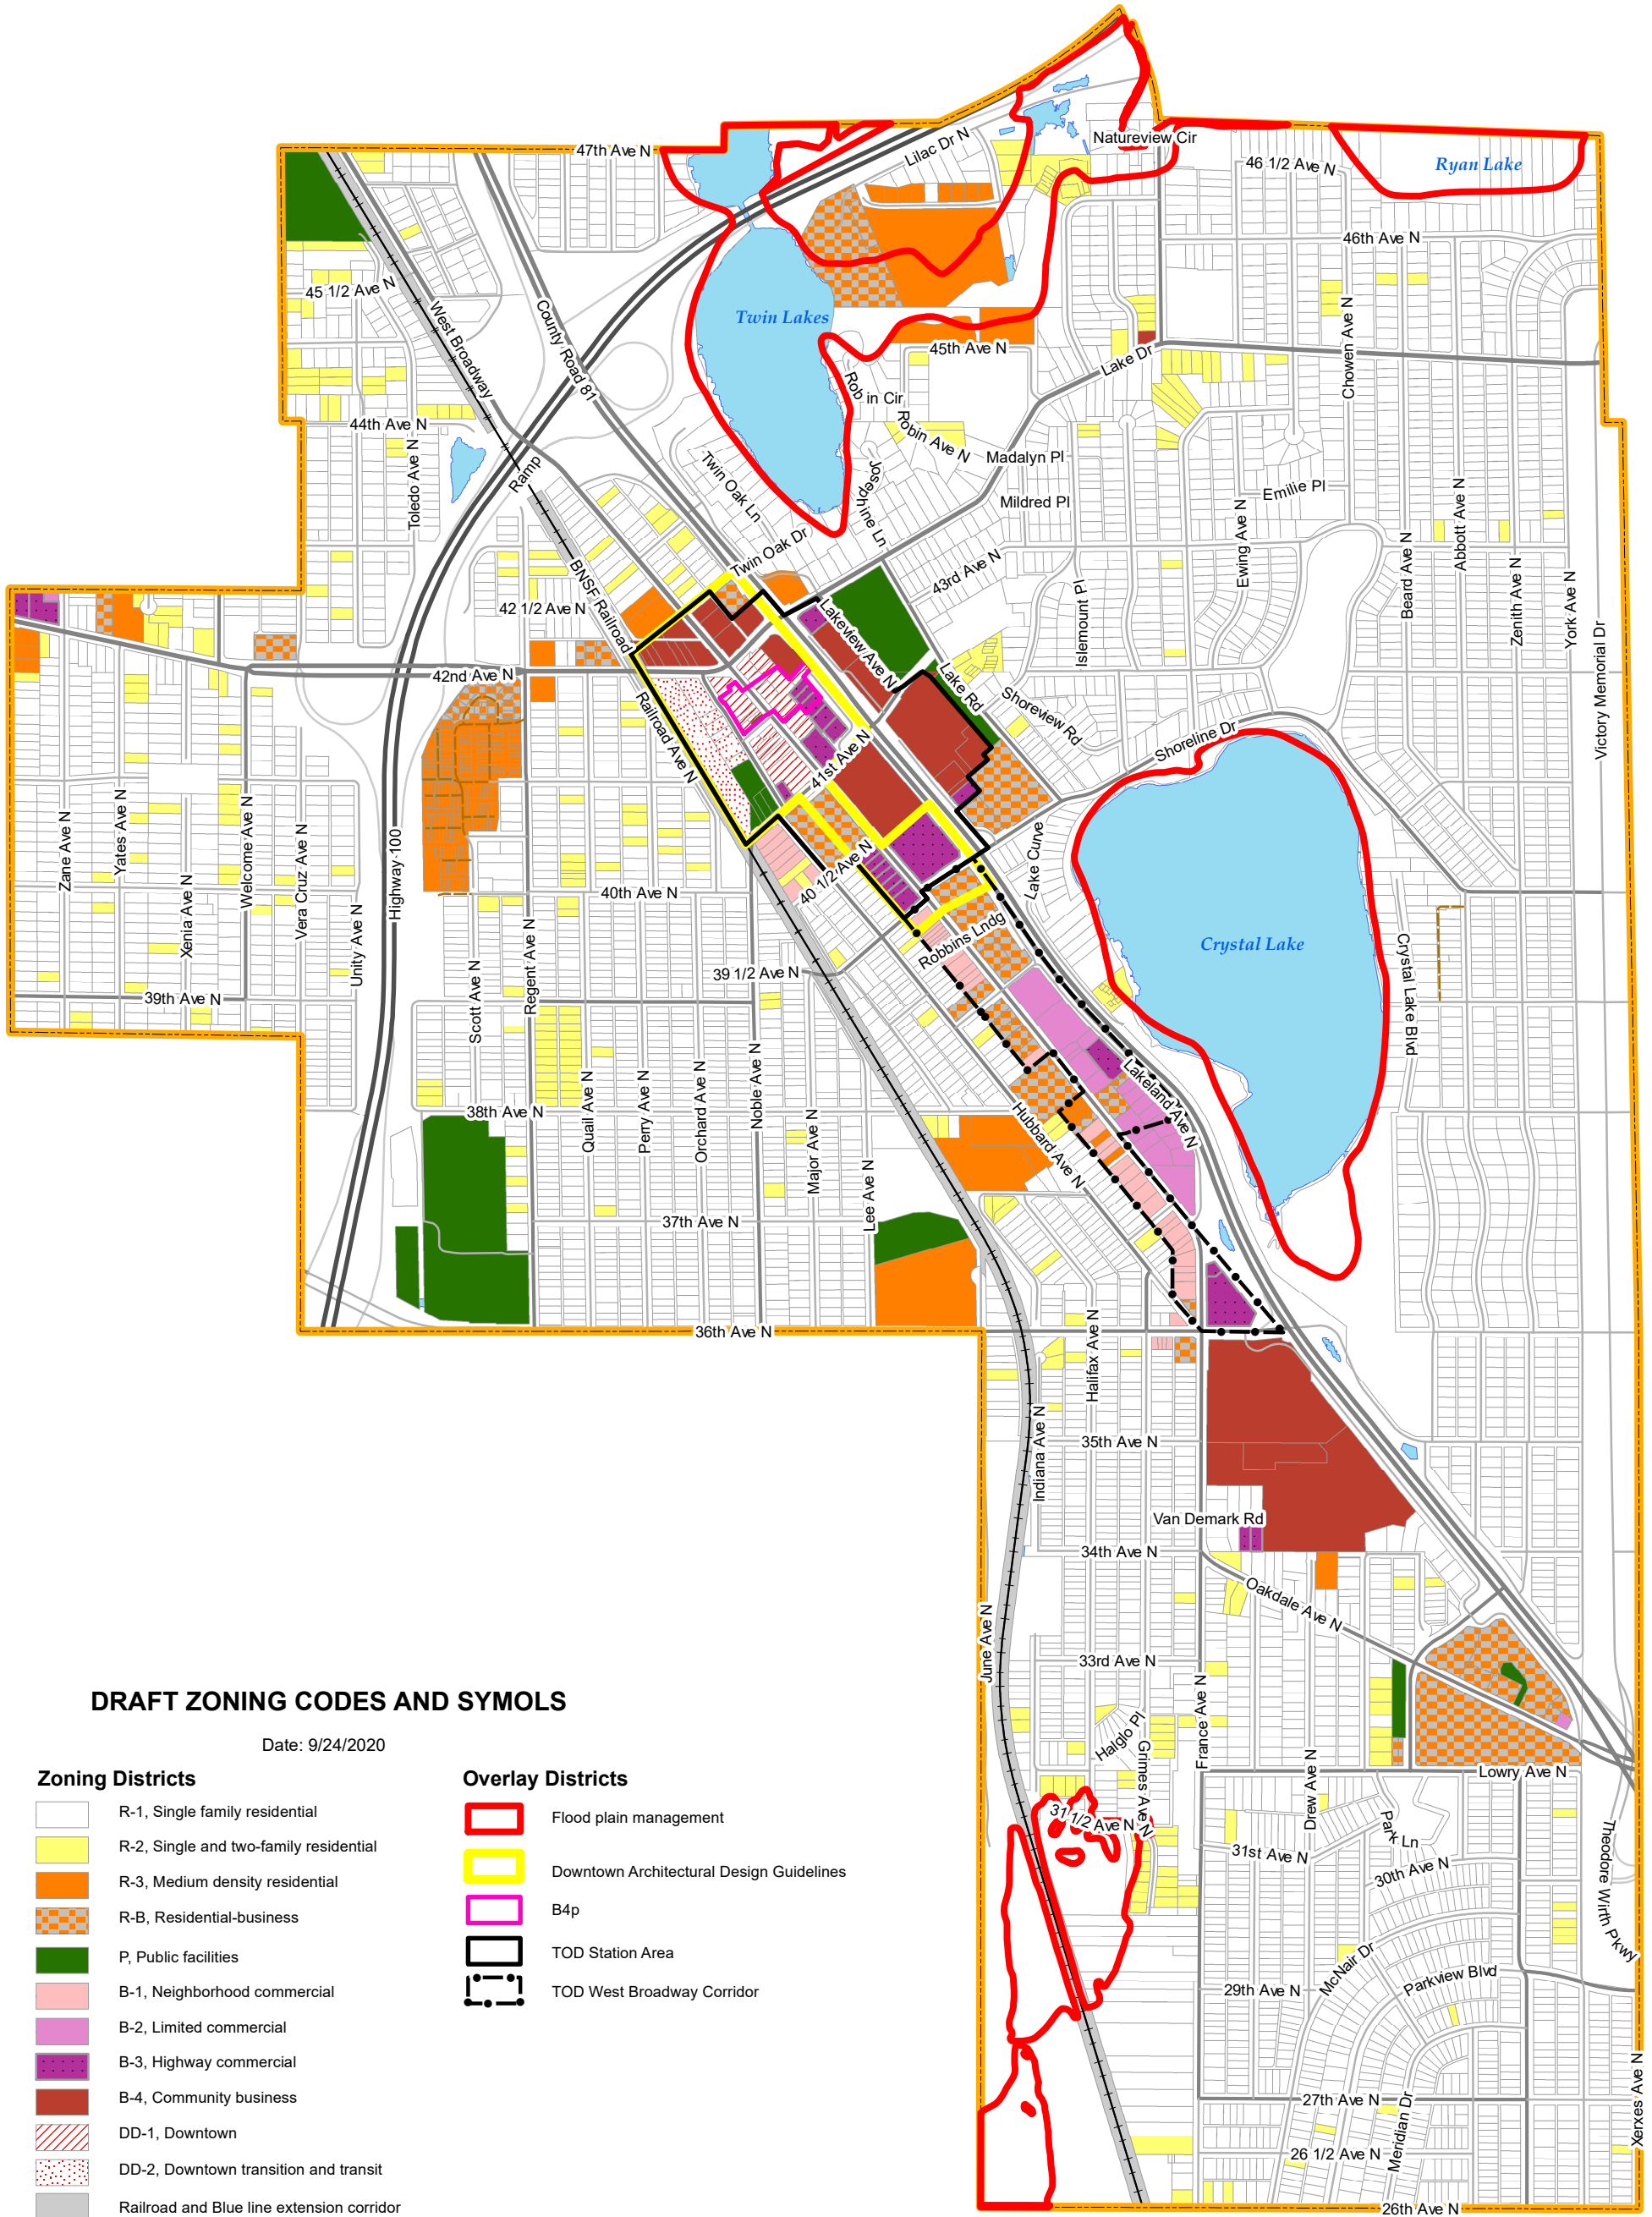 Natureview Cir
Lilac Dr N
47th Ave N
46 1/2 Ave N
Ryan Lake
46th Ave N
45 1/2 Ave N
West Broadway
County Road 81
Twin Lakes
45th Ave N
Lake Dr
Chowen Ave N
Rob in Cir
Robin Ave N
44th Ave N
Toledo Ave N
Ramp
Twin Oak Ln
Josephine Ln
Madalyn Pl
Mildred Pl
Emilie Pl
Ewing Ave N
Abbott Ave N
Beard Ave N
Zenith Ave N
York Ave N
Victory Memorial Dr
Twin Oak Dr
43rd Ave N
BNSF Railroad
42 1/2 Ave N
Lakeview Ave N
Islemount Pl
42nd Ave N
Railroad Ave N
Lake Rd
Shoreview Rd
Shoreline Dr
41st Ave N
Zane Ave N
Yates Ave N
Xenia Ave N
Welcome Ave N
Vera Cruz Ave N
Unity Ave N
Highway 100
40 1/2 Ave N
Lake Curve
40th Ave N
Crystal Lake
Robbins Lndg
Scott Ave N
Regent Ave N
39 1/2 Ave N
39th Ave N
Crystal Lake Blvd
Quail Ave N
Perry Ave N
Orchard Ave N
Noble Ave N
Major Ave N
Lee Ave N
38th Ave N
Lakeland Ave N
Hubbard Ave N
37th Ave N
36th Ave N
Halifax Ave N
Indiana Ave N
35th Ave N
Van Demark Rd
34th Ave N
Oakdale Ave N
June Ave N
33rd Ave N
France Ave N
Halglo Pl
Grimes Ave N
Drew Ave N
Lowry Ave N
31 1/2 Ave N
Park Ln
31st Ave N
30th Ave N
Theodore Wirth Pkwy
McNair Dr
Parkview Blvd
29th Ave N
27th Ave N
Meridian Dr
26 1/2 Ave N
Xerxes Ave N
26th Ave N
DRAFT ZONING CODES AND SYMOLS
Date: 9/24/2020
Zoning Districts
R-1, Single family residential
R-2, Single and two-family residential
R-3, Medium density residential
R-B, Residential-business
P, Public facilities
B-1, Neighborhood commercial
B-2, Limited commercial
B-3, Highway commercial
B-4, Community business
DD-1, Downtown
DD-2, Downtown transition and transit
Railroad and Blue line extension corridor
Overlay Districts
Flood plain management
Downtown Architectural Design Guidelines
B4p
TOD Station Area
TOD West Broadway Corridor